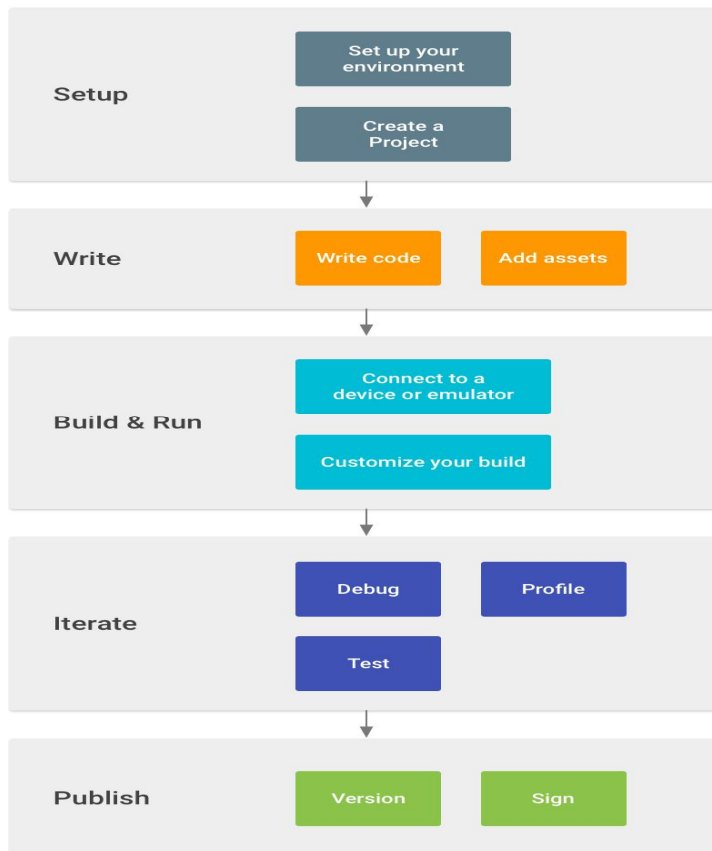 Setup
Set up your
environment
Create a
Project
Write
Write code
Add assets
Build & Run
Connect to a
device or emulator
Customize your build
Iterate
Debug
Profile
Test
Publish
Version
Sign